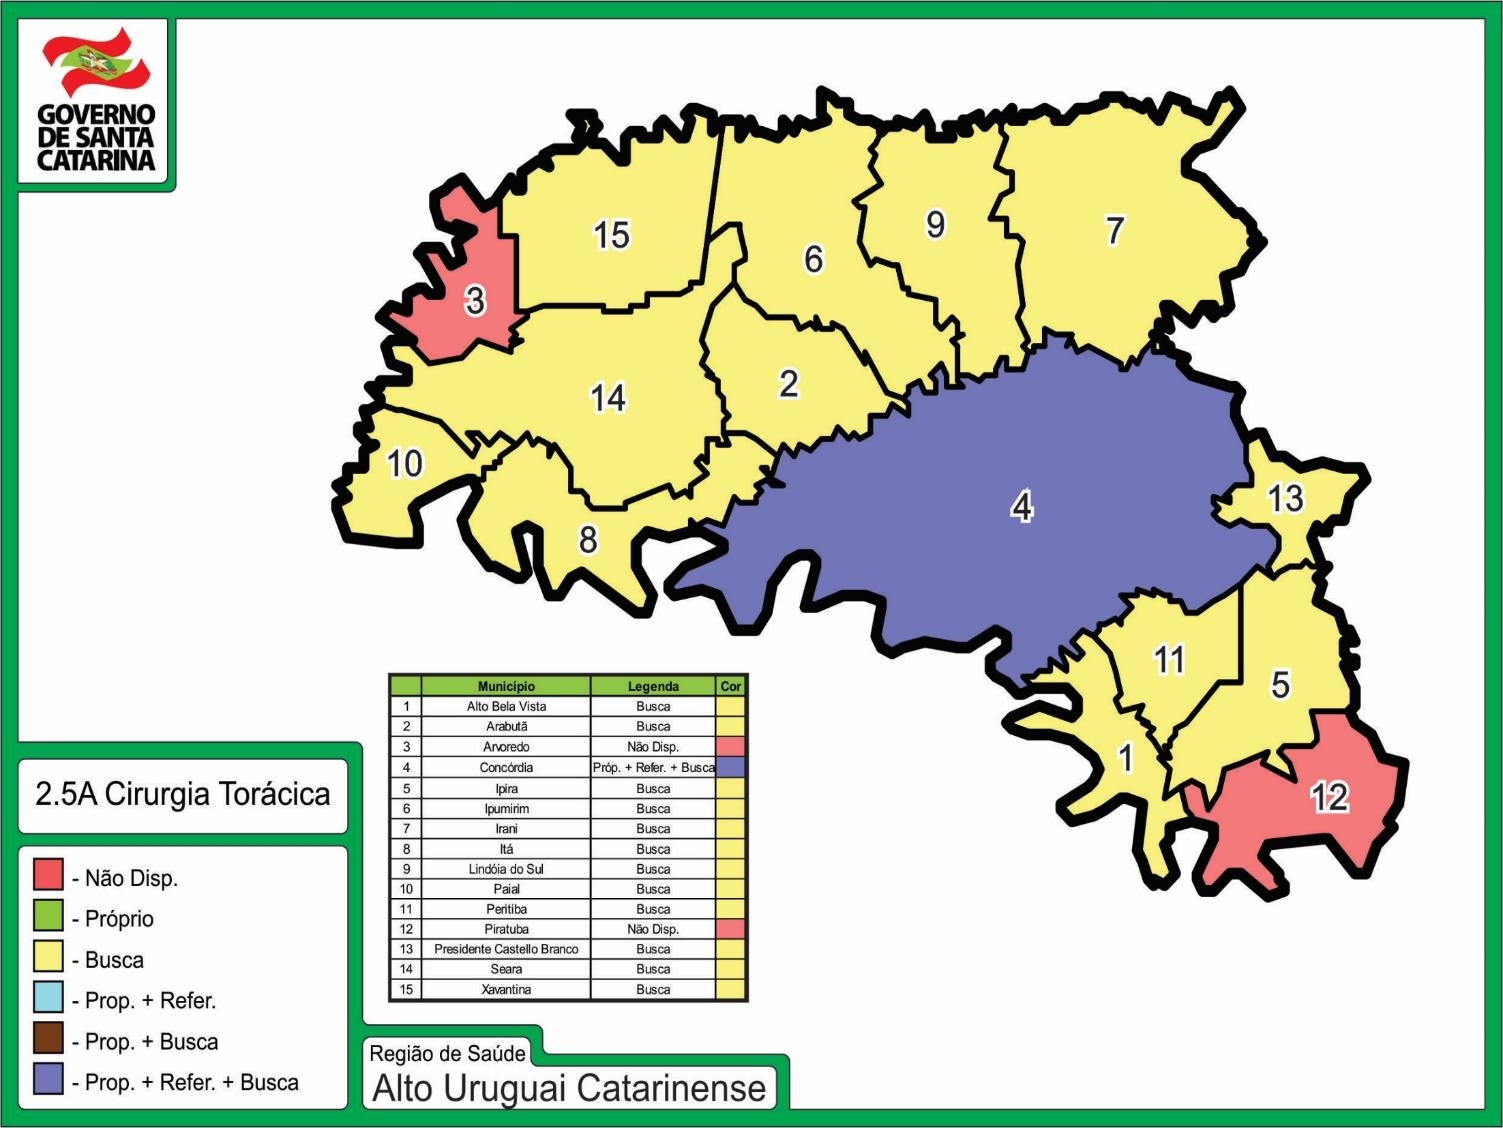 GOVERNO
DE SANTA
CATARINA
15
9
7
6
3
2
14
10
4
13
8
11
5
1
12
Município Legenda Cor
1 Alto Bela Vista Busca
2 Arabutã Busca
3 Arvoredo Não Disp.
4 Concórdia Próp. + Refer. + Busca
5 Ipira Busca
6 Ipumirim Busca
7 Irani Busca
8 Itá Busca
9 Lindóia do Sul Busca
10 Paial Busca
11 Peritiba Busca
12 Piratuba Não Disp.
13 Presidente Castello Branco Busca
14 Seara Busca
15 Xavantina Busca
2.5A Cirurgia Torácica
- Não Disp.
- Próprio
- Busca
- Prop. + Refer.
- Prop. + Busca
- Prop. + Refer. + Busca
Região de Saúde
Alto Uruguai Catarinense